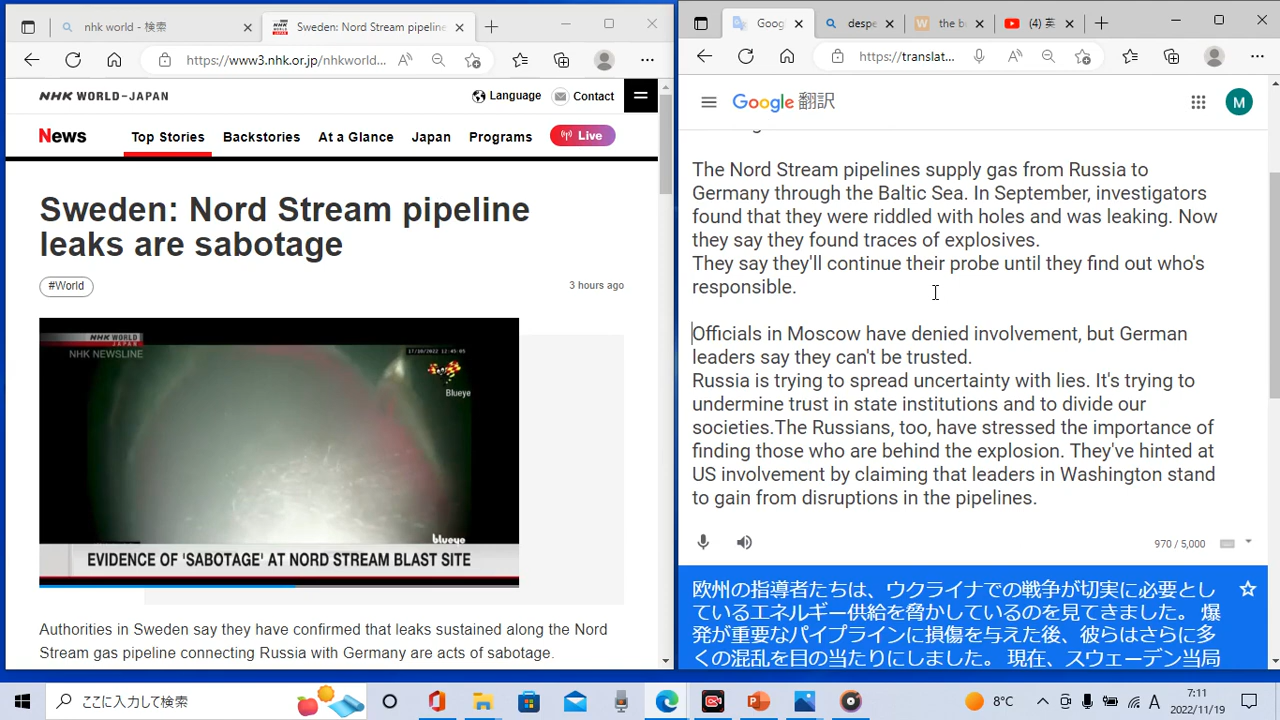 nhk world - 検索
Sweden: Nord Stream pipeline
https://www3.nhk.or.jp/nhkworld...
NHK WORLD-JAPAN
Language
Contact
News
Top Stories
Backstories
At a Glance
Japan
Programs
Live
Sweden: Nord Stream pipeline
leaks are sabotage
#World
3 hours ago
NHK WORLD
JAPAN
NHK NEWSLINE
17/10/2022 12:45:05
Blueye
blueye
EVIDENCE OF 'SABOTAGE' AT NORD STREAM BLAST SITE
Authorities in Sweden say they have confirmed that leaks sustained along the Nord
Stream gas pipeline connecting Russia with Germany are acts of sabotage.
Goog
despe
the b
(4) 英
https://translat...
Google 翻訳
M
The Nord Stream pipelines supply gas from Russia to
Germany through the Baltic Sea. In September, investigators
found that they were riddled with holes and was leaking. Now
they say they found traces of explosives.
They say they'll continue their probe until they find out who's
responsible.
Officials in Moscow have denied involvement, but German
leaders say they can't be trusted.
Russia is trying to spread uncertainty with lies. It's trying to
undermine trust in state institutions and to divide our
societies.The Russians, too, have stressed the importance of
finding those who are behind the explosion. They've hinted at
US involvement by claiming that leaders in Washington stand
to gain from disruptions in the pipelines.
970 / 5,000
欧州の指導者たちは、ウクライナでの戦争が切実に必要とし
ているエネルギー供給を脅かしているのを見てきました。 爆
発が重要なパイプラインに損傷を与えた後、彼らはさらに多
くの混乱を目の当たりにしました。 現在、スウェーデン当局
ここに入力して検索
8°C
A
7:11
2022/11/19